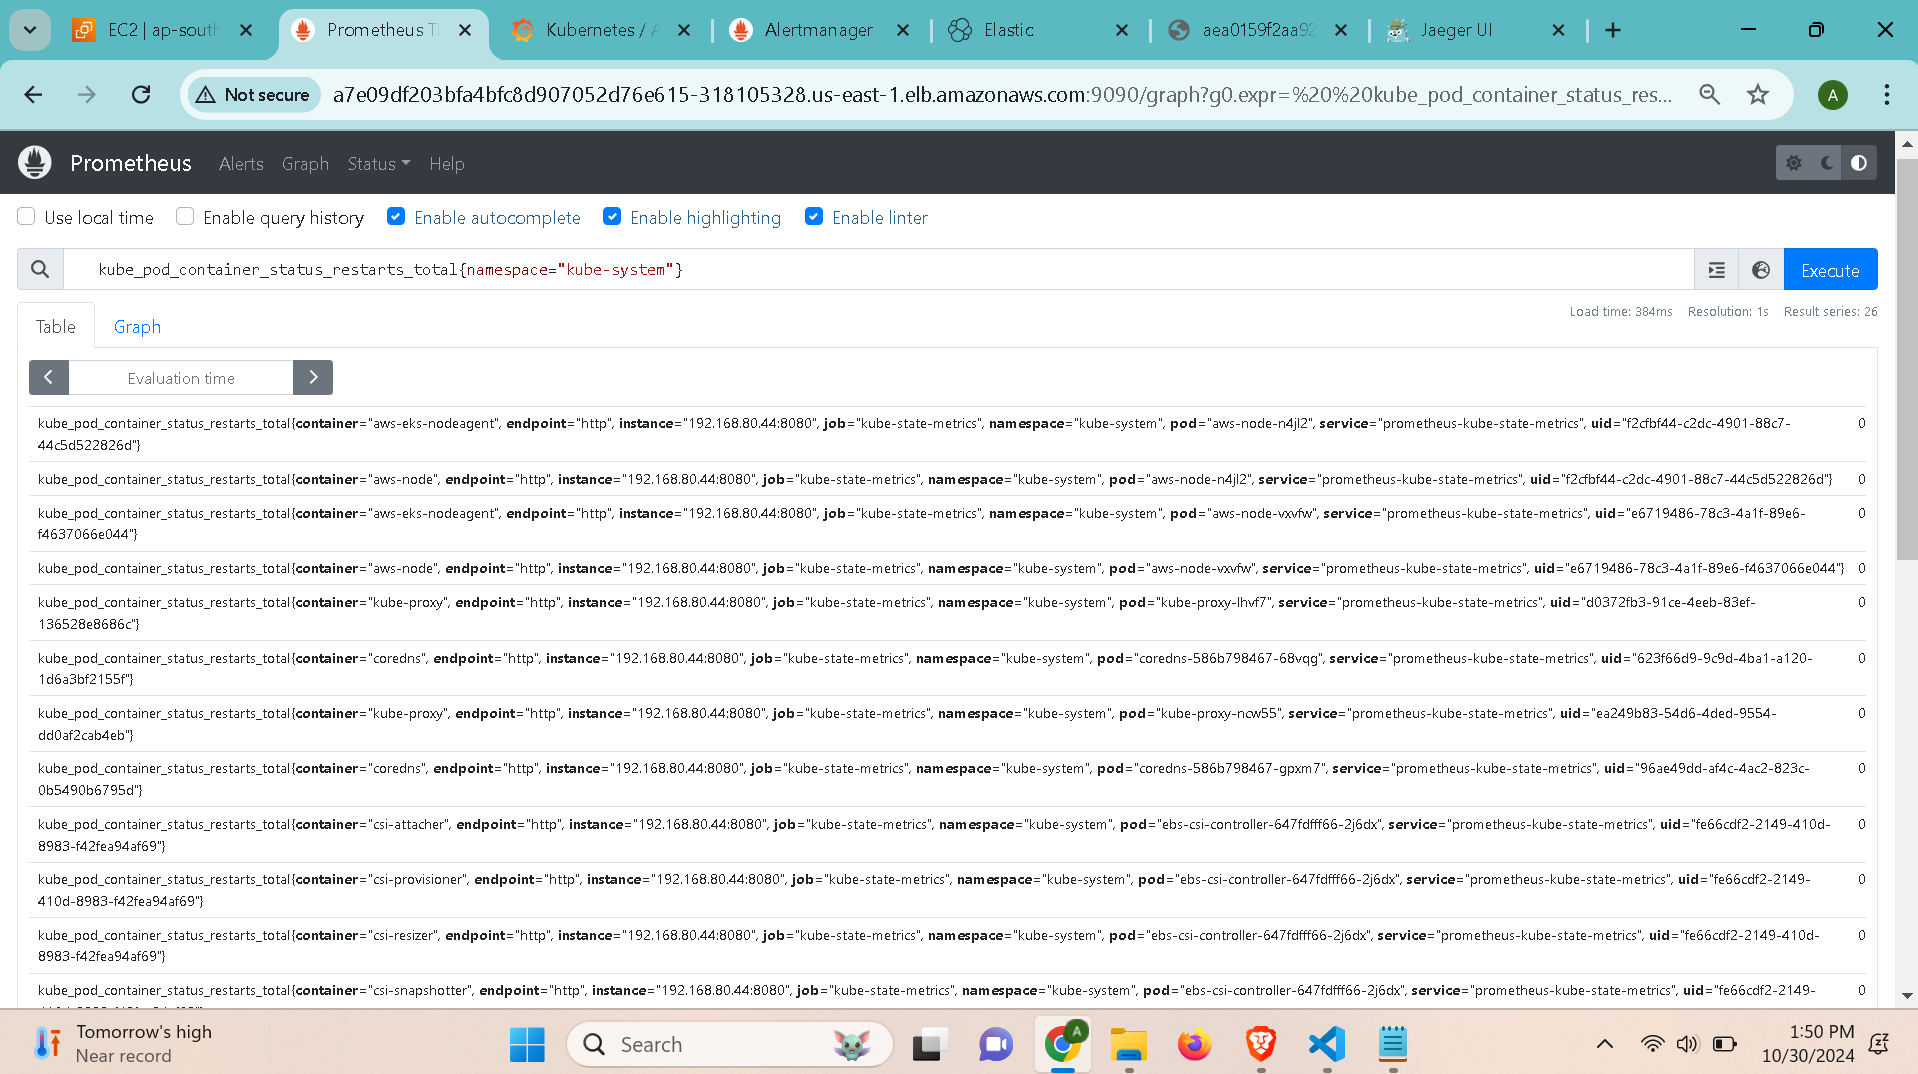 EC2 | ap-south
Prometheus Ti
Kubernetes / A
Alertmanager
Elastic
aea0159f2aa92
Jaeger UI
Not secure
a7e09df203bfa4bfc8d907052d76e615-318105328.us-east-1.elb.amazonaws.com:9090/graph?g0.expr=%20%20kube_pod_container_status_res...
A
Prometheus Alerts Graph Status Help
Use local time Enable query history Enable autocomplete Enable highlighting Enable linter
kube_pod_container_status_restarts_total{namespace="kube-system"}
Execute
Table Graph
Load time: 384ms Resolution: 1s Result series: 26
Evaluation time
kube_pod_container_status_restarts_total{container="aws-eks-nodeagent", endpoint="http", instance="192.168.80.44:8080", job="kube-state-metrics", namespace="kube-system", pod="aws-node-n4jl2", service="prometheus-kube-state-metrics", uid="f2cfbf44-c2dc-4901-88c7- 0
44c5d522826d"}
kube_pod_container_status_restarts_total{container="aws-node", endpoint="http", instance="192.168.80.44:8080", job="kube-state-metrics", namespace="kube-system", pod="aws-node-n4jl2", service="prometheus-kube-state-metrics", uid="f2cfbf44-c2dc-4901-88c7-44c5d522826d"} 0
kube_pod_container_status_restarts_total{container="aws-eks-nodeagent", endpoint="http", instance="192.168.80.44:8080", job="kube-state-metrics", namespace="kube-system", pod="aws-node-vxvfw", service="prometheus-kube-state-metrics", uid="e6719486-78c3-4a1f-89e6- 0
f4637066e044"}
kube_pod_container_status_restarts_total{container="aws-node", endpoint="http", instance="192.168.80.44:8080", job="kube-state-metrics", namespace="kube-system", pod="aws-node-vxvfw", service="prometheus-kube-state-metrics", uid="e6719486-78c3-4a1f-89e6-f4637066e044"} 0
kube_pod_container_status_restarts_total{container="kube-proxy", endpoint="http", instance="192.168.80.44:8080", job="kube-state-metrics", namespace="kube-system", pod="kube-proxy-lhvf7", service="prometheus-kube-state-metrics", uid="d0372fb3-91ce-4eeb-83ef- 0
136528e8686c"}
kube_pod_container_status_restarts_total{container="coredns", endpoint="http", instance="192.168.80.44:8080", job="kube-state-metrics", namespace="kube-system", pod="coredns-586b798467-68vqg", service="prometheus-kube-state-metrics", uid="623f66d9-9c9d-4ba1-a120- 0
1d6a3bf2155f"}
kube_pod_container_status_restarts_total{container="kube-proxy", endpoint="http", instance="192.168.80.44:8080", job="kube-state-metrics", namespace="kube-system", pod="kube-proxy-ncw55", service="prometheus-kube-state-metrics", uid="ea249b83-54d6-4ded-9554- 0
dd0af2cab4eb"}
kube_pod_container_status_restarts_total{container="coredns", endpoint="http", instance="192.168.80.44:8080", job="kube-state-metrics", namespace="kube-system", pod="coredns-586b798467-gpxm7", service="prometheus-kube-state-metrics", uid="96ae49dd-af4c-4ac2-823c- 0
0b5490b6795d"}
kube_pod_container_status_restarts_total{container="csi-attacher", endpoint="http", instance="192.168.80.44:8080", job="kube-state-metrics", namespace="kube-system", pod="ebs-csi-controller-647fdfff66-2j6dx", service="prometheus-kube-state-metrics", uid="fe66cdf2-2149-410d- 0
8983-f42fea94af69"}
kube_pod_container_status_restarts_total{container="csi-provisioner", endpoint="http", instance="192.168.80.44:8080", job="kube-state-metrics", namespace="kube-system", pod="ebs-csi-controller-647fdfff66-2j6dx", service="prometheus-kube-state-metrics", uid="fe66cdf2-2149- 0
410d-8983-f42fea94af69"}
kube_pod_container_status_restarts_total{container="csi-resizer", endpoint="http", instance="192.168.80.44:8080", job="kube-state-metrics", namespace="kube-system", pod="ebs-csi-controller-647fdfff66-2j6dx", service="prometheus-kube-state-metrics", uid="fe66cdf2-2149-410d- 0
8983-f42fea94af69"}
kube_pod_container_status_restarts_total{container="csi-snapshotter", endpoint="http", instance="192.168.80.44:8080", job="kube-state-metrics", namespace="kube-system", pod="ebs-csi-controller-647fdfff66-2j6dx", service="prometheus-kube-state-metrics", uid="fe66cdf2-2149- 0
Tomorrow's high
Near record
Search
A
1:50 PM
10/30/2024